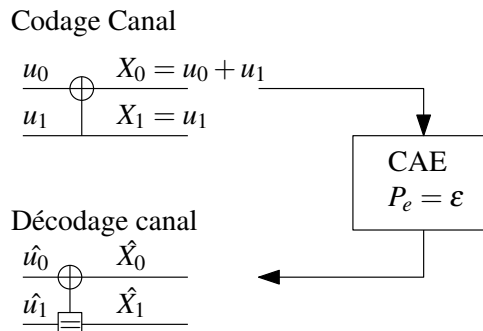 Codage Canal
u₀ X₀ = u₀ + u₁
u₁ X₁ = u₁
CAE
Pₑ = ε
Décodage canal
û₀ X̂₀
û₁ X̂₁